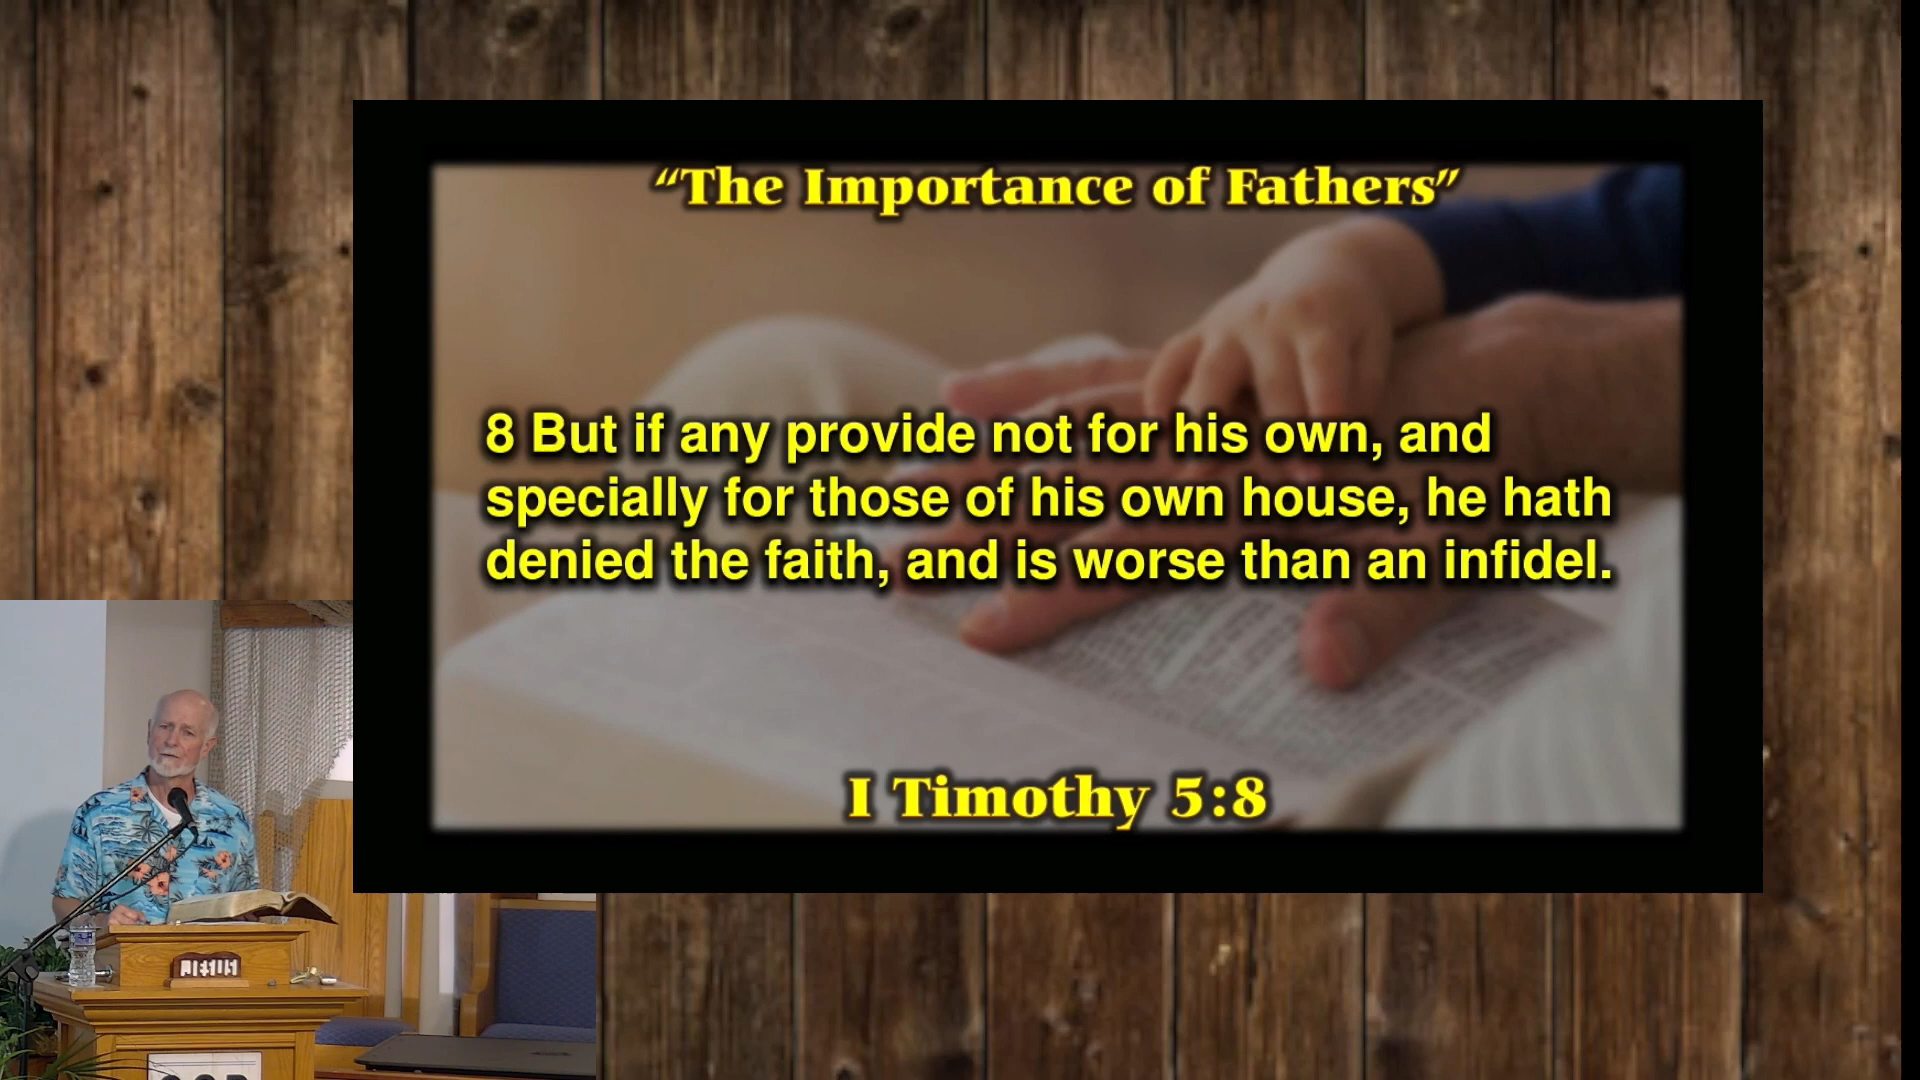 “The Importance of Fathers”
8 But if any provide not for his own, and
specially for those of his own house, he hath
denied the faith, and is worse than an infidel.
I Timothy 5:8
JESUS